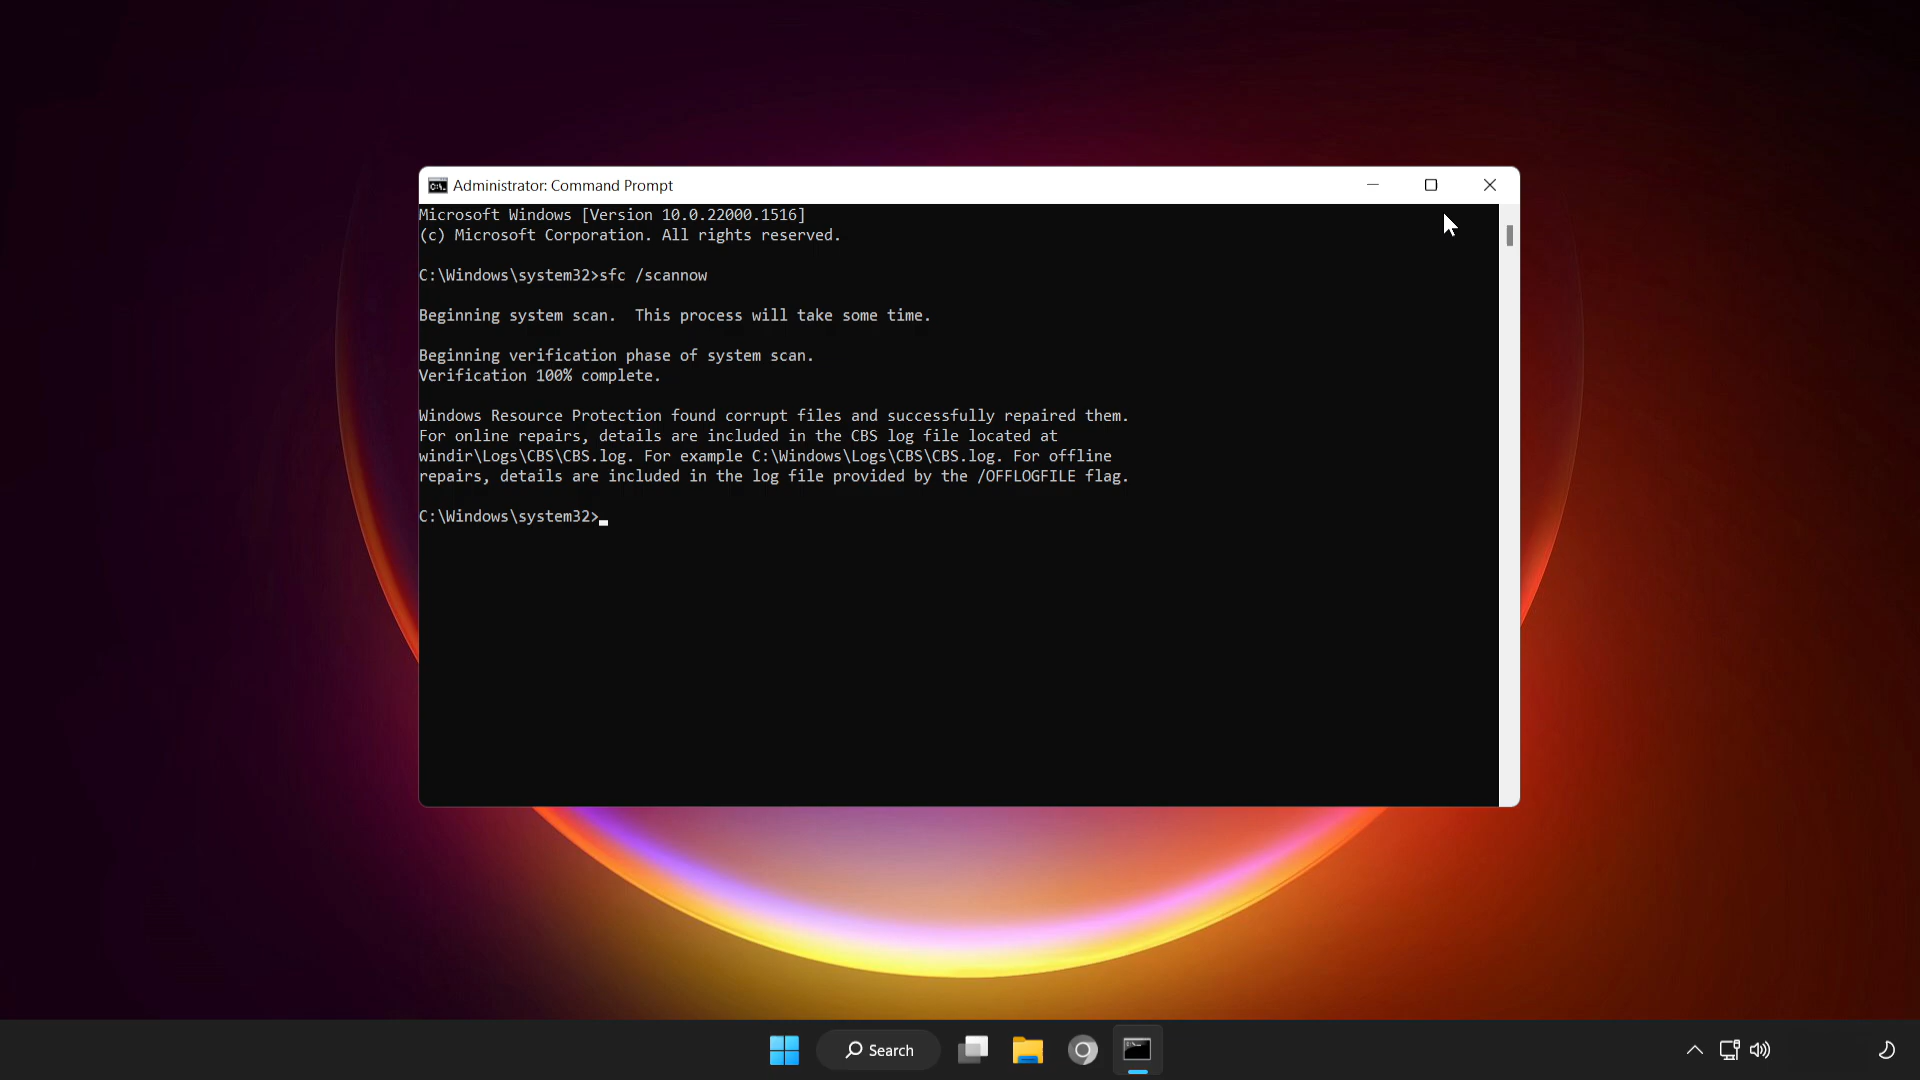 Administrator: Command Prompt
Microsoft Windows [Version 10.0.22000.1516]
(c) Microsoft Corporation. All rights reserved.
C:\Windows\system32>sfc /scannow
Beginning system scan.  This process will take some time.
Beginning verification phase of system scan.
Verification 100% complete.
Windows Resource Protection found corrupt files and successfully repaired them.
For online repairs, details are included in the CBS log file located at
windir\Logs\CBS\CBS.log. For example C:\Windows\Logs\CBS\CBS.log. For offline
repairs, details are included in the log file provided by the /OFFLOGFILE flag.
C:\Windows\system32>
Search